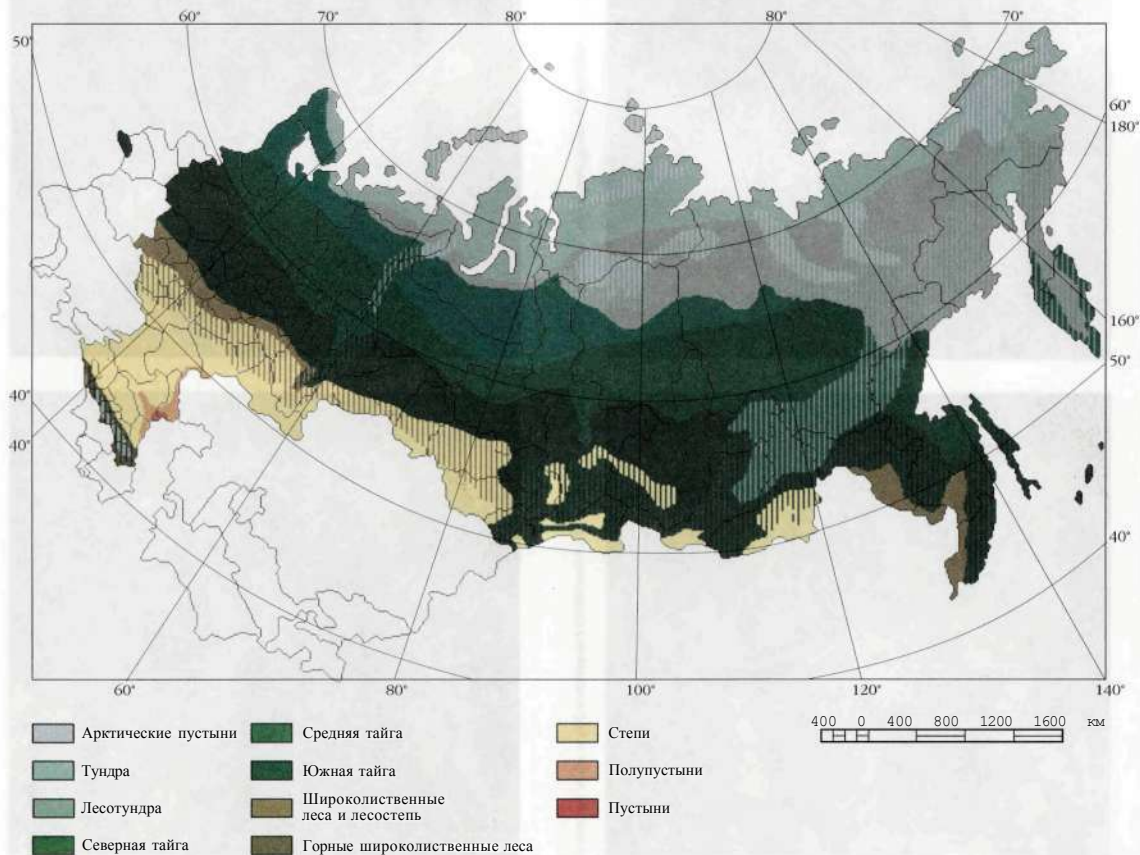 60° 70° 80° 80° 70°
50°
60°
180°
160°
50°
40°
40°
40°
60° 80° 100° 120° 140°
Арктические пустыни
Тундра
Лесотундра
Северная тайга
Средняя тайга
Южная тайга
Широколиственные
леса и лесостепь
Горные широколиственные леса
Степи
Полупустыни
Пустыни
400 0 400 800 1200 1600 км